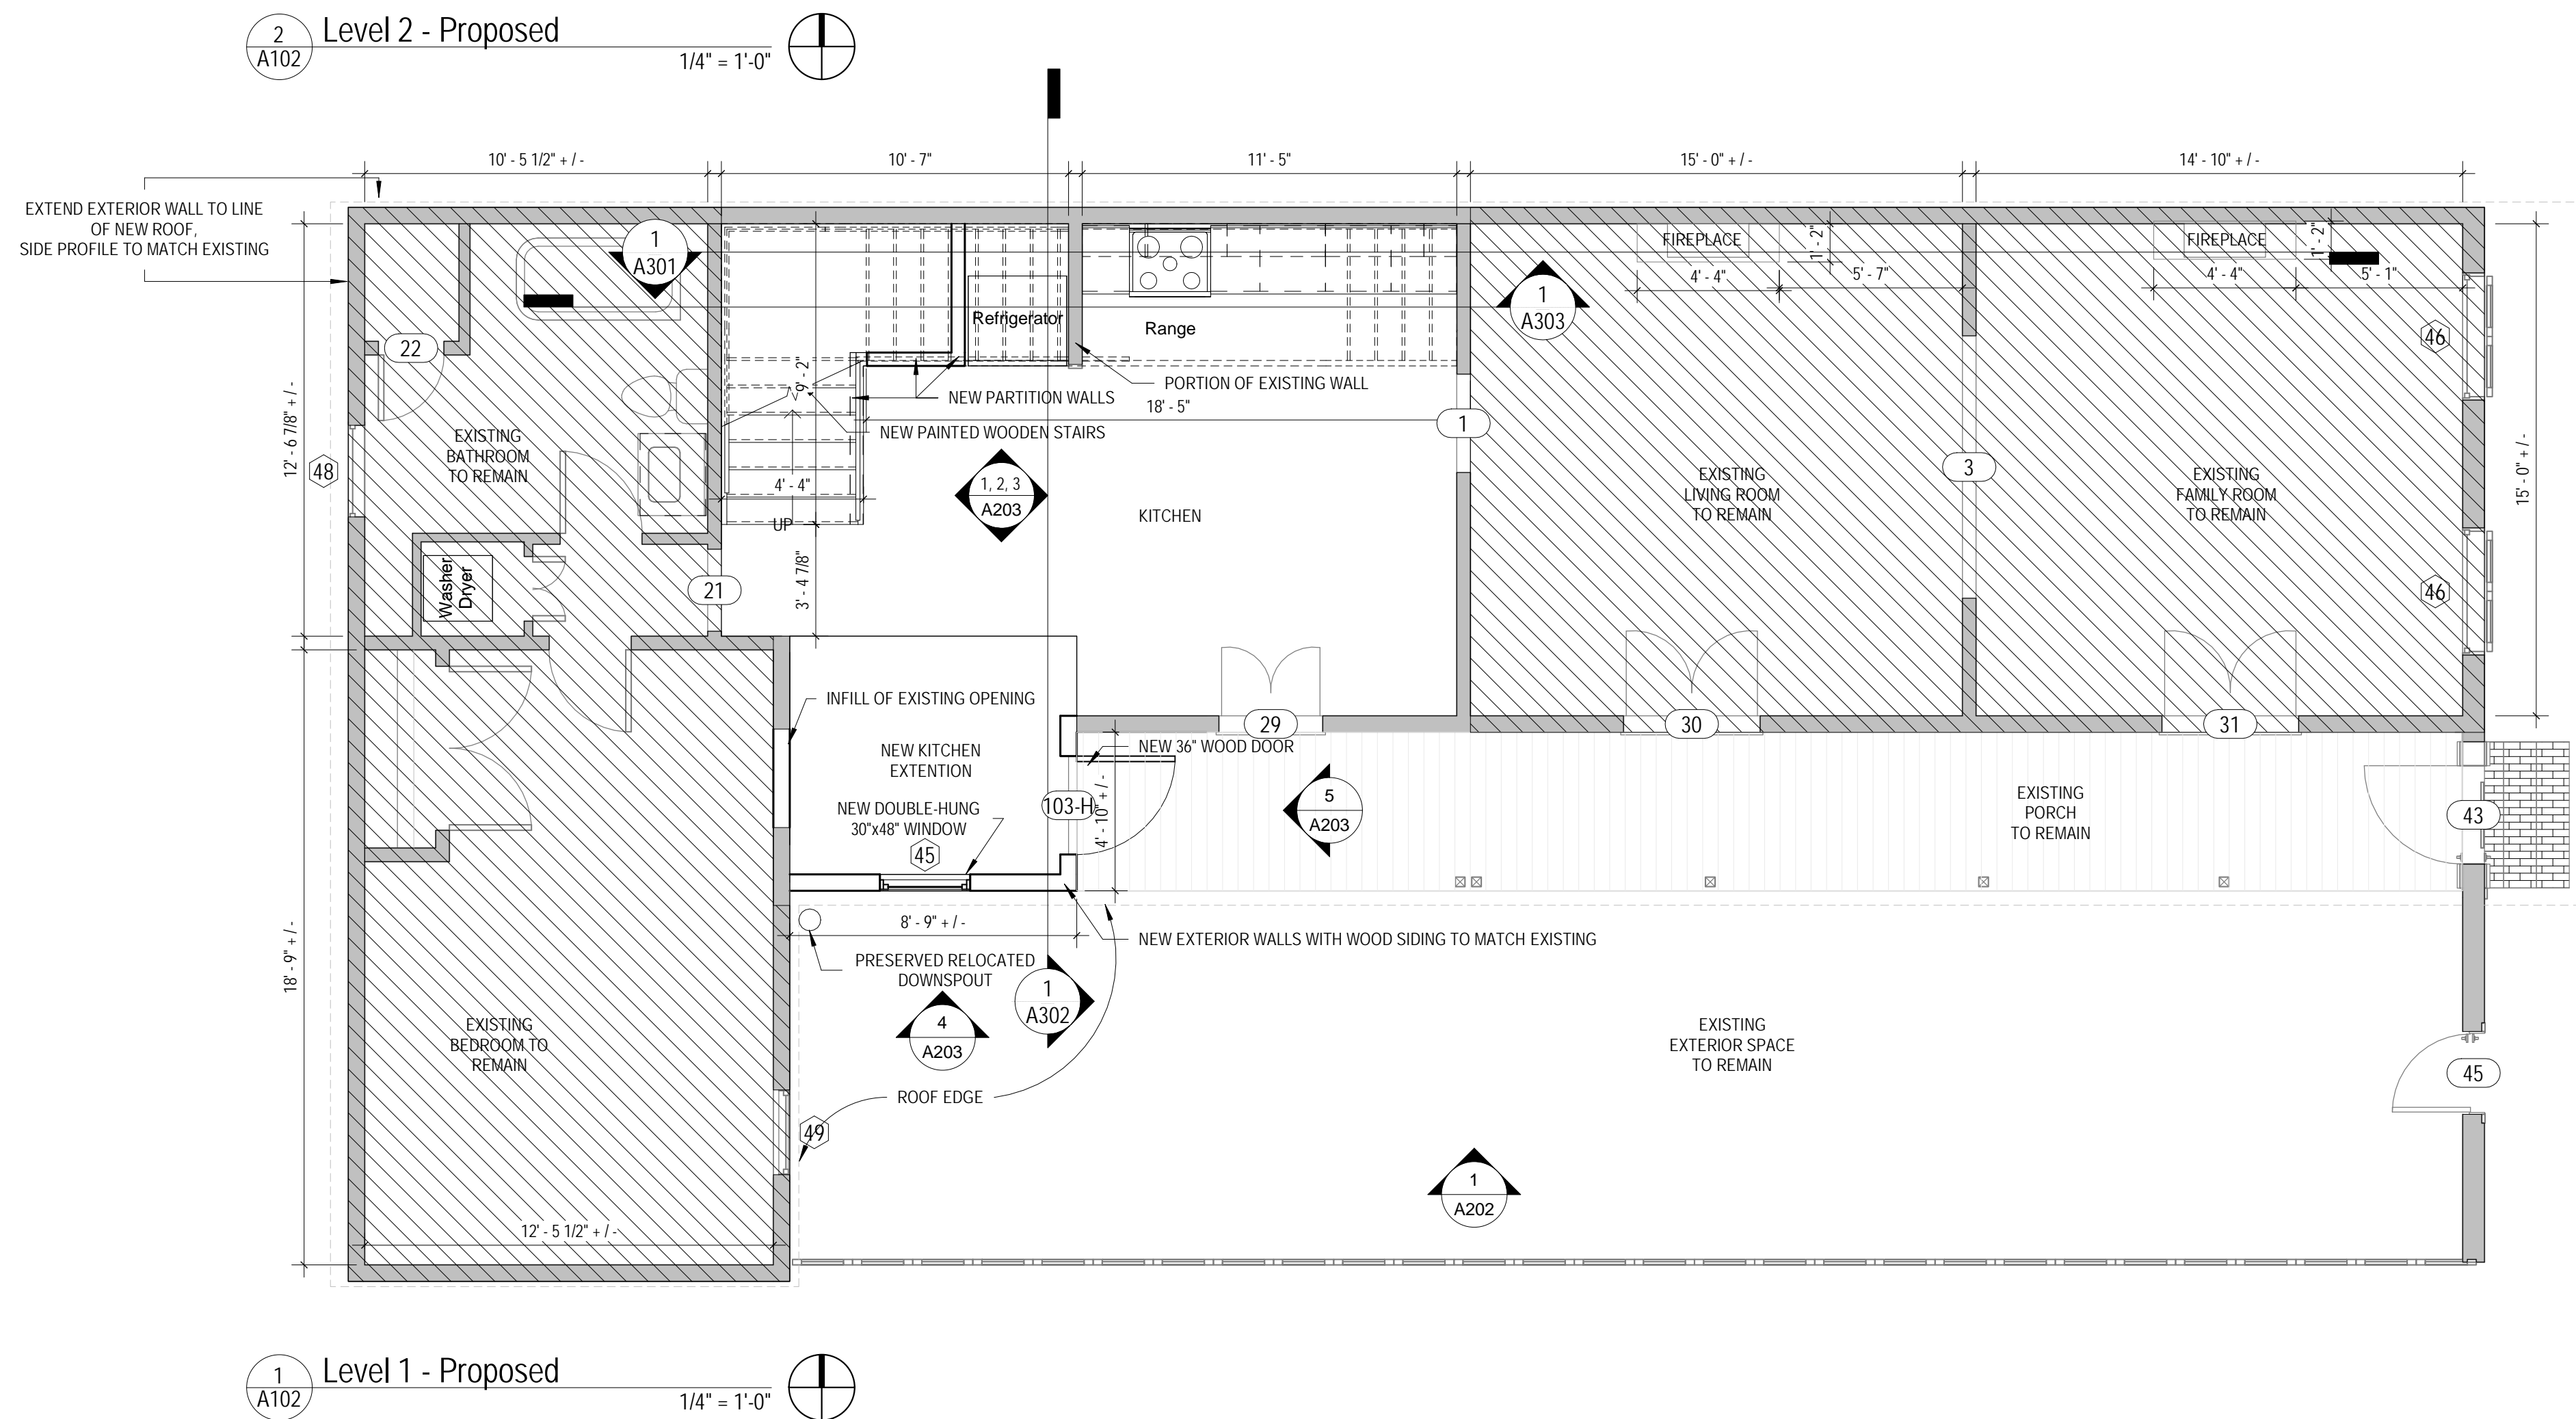 2
A102
Level 2 - Proposed
1/4" = 1'-0"
10' - 5 1/2" + / -
10' - 7"
11' - 5"
15' - 0" + / -
14' - 10" + / -
EXTEND EXTERIOR WALL TO LINE
OF NEW ROOF,
SIDE PROFILE TO MATCH EXISTING
1
A301
FIREPLACE
1' - 2"
4' - 4"
5' - 7"
FIREPLACE
1' - 2"
4' - 4"
5' - 1"
1
A303
Refrigerator
Range
22
46
9' - 2"
PORTION OF EXISTING WALL
NEW PARTITION WALLS
18' - 5"
NEW PAINTED WOODEN STAIRS
1
12' - 6 7/8" + / -
EXISTING
BATHROOM
TO REMAIN
48
4' - 4"
1, 2, 3
A203
UP
KITCHEN
EXISTING
LIVING ROOM
TO REMAIN
3
EXISTING
FAMILY ROOM
TO REMAIN
15' - 0" + / -
Washer
Dryer
21
3' - 4 7/8"
46
INFILL OF EXISTING OPENING
29
30
31
NEW KITCHEN
EXTENTION
NEW 36" WOOD DOOR
NEW DOUBLE-HUNG
30"x48" WINDOW
45
103-H
4' - 10" + / -
5
A203
EXISTING
PORCH
TO REMAIN
43
8' - 9" + / -
NEW EXTERIOR WALLS WITH WOOD SIDING TO MATCH EXISTING
PRESERVED RELOCATED
DOWNSPOUT
18' - 9" + / -
1
A302
4
A203
EXISTING
BEDROOM TO
REMAIN
EXISTING
EXTERIOR SPACE
TO REMAIN
45
ROOF EDGE
49
1
A202
12' - 5 1/2" + / -
1
A102
Level 1 - Proposed
1/4" = 1'-0"